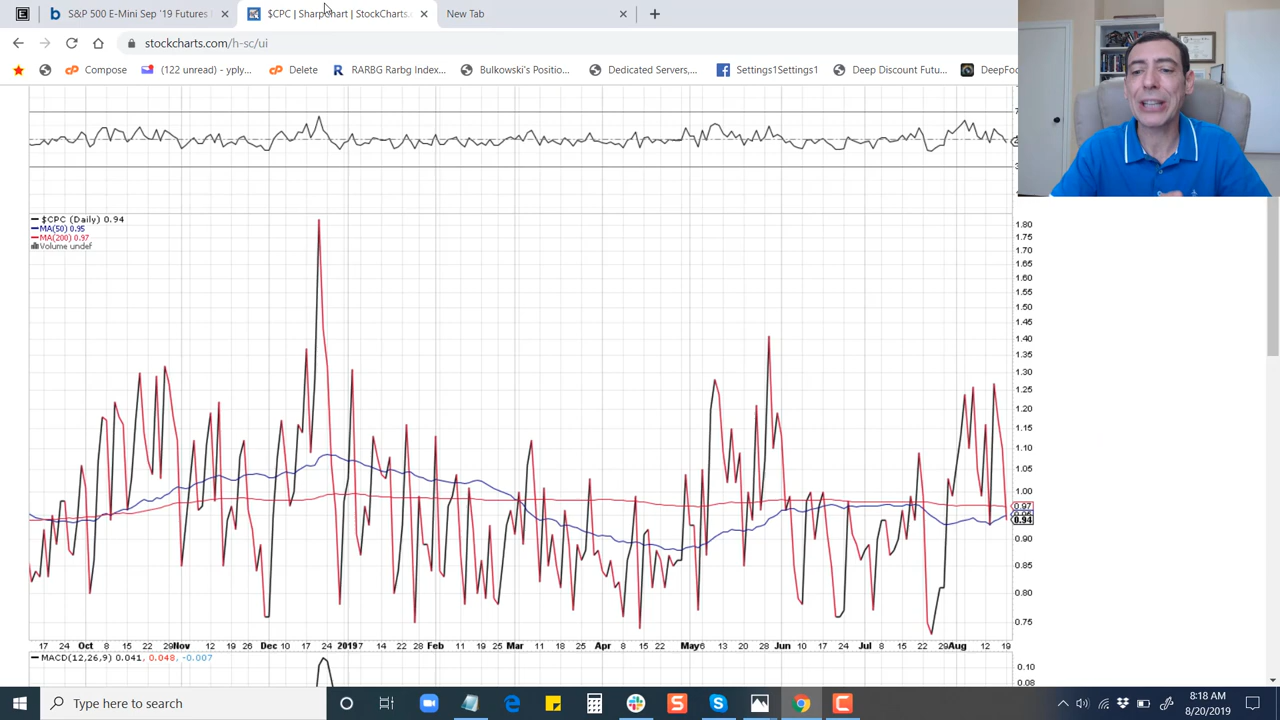 S&P 500 E-Mini Sep '19 Futures
$CPC | SharpChart | StockCharts.
New Tab
stockcharts.com/h-sc/ui
Compose
(122 unread) - yply...
Delete
RARBG Rarbg Index...
Bulkowski's Positio...
Dedicated Servers,...
Settings1Settings1
Deep Discount Futu...
DeepFoo
$CPC (Daily) 0.94
MA(50) 0.95
MA(200) 0.97
Volume undef
1.80
1.75
1.70
1.65
1.60
1.55
1.50
1.45
1.40
1.35
1.30
1.25
1.20
1.15
1.10
1.05
1.00
0.97
0.94
0.90
0.85
0.80
0.75
17 24 Oct 8 15 22 29 Nov 12 19 26 Dec 10 17 24 2019 7 14 22 28 Feb 11 19 25 Mar 11 18 25 Apr 8 15 22 May 6 13 20 28 Jun 10 17 24 Jul 8 15 22 29 Aug 12 19
MACD(12,26,9) 0.041, 0.048, -0.007
0.10
0.08
Type here to search
8:18 AM
8/20/2019